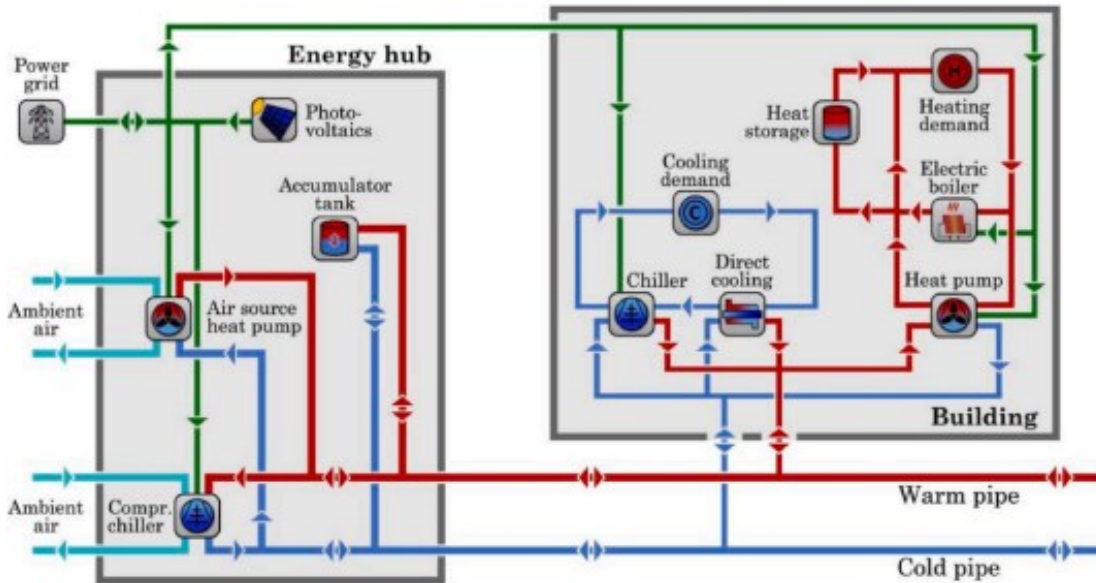 Energy hub
Power
grid
Photo-
voltaics
Accumulator
tank
Ambient
air
Air source
heat pump
Ambient
air
Compr.
chiller
Heat
storage
H
Heating
demand
Cooling
demand
C
Electric
boiler
Chiller
Direct
cooling
Heat pump
Building
Warm pipe
Cold pipe